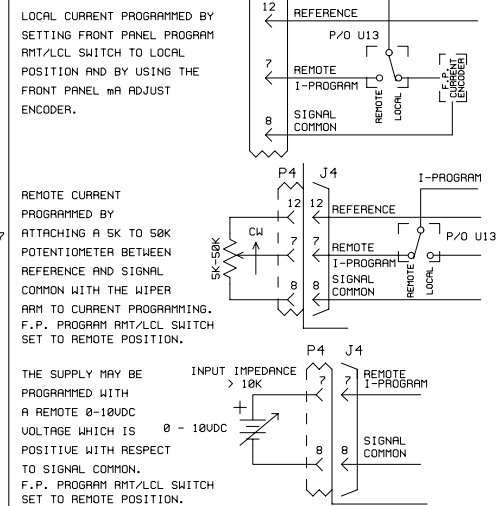 LOCAL CURRENT PROGRAMMED BY
SETTING FRONT PANEL PROGRAM
RMT/LCL SWITCH TO LOCAL
POSITION AND BY USING THE
FRONT PANEL mA ADJUST
ENCODER.
12
REFERENCE
P/O U13
7
REMOTE
I-PROGRAM
REMOTE
LOCAL
F.P.
CURRENT
ENCODER
8
SIGNAL
COMMON
REMOTE CURRENT
PROGRAMMED BY
ATTACHING A 5K TO 50K
POTENTIOMETER BETWEEN
REFERENCE AND SIGNAL
COMMON WITH THE WIPER
ARM TO CURRENT PROGRAMMING.
F.P. PROGRAM RMT/LCL SWITCH
SET TO REMOTE POSITION.
7
P4 J4
I-PROGRAM
12 12 REFERENCE
CW
5K-50K
7 7 REMOTE
I-PROGRAM
P/O U13
REMOTE
LOCAL
8 8 SIGNAL
COMMON
THE SUPPLY MAY BE
PROGRAMMED WITH
A REMOTE 0-10VDC
VOLTAGE WHICH IS
POSITIVE WITH RESPECT
TO SIGNAL COMMON.
F.P. PROGRAM RMT/LCL SWITCH
SET TO REMOTE POSITION.
P4 J4
INPUT IMPEDANCE
> 10K
7 7 REMOTE
I-PROGRAM
+
0 - 10VDC
8 8 SIGNAL
COMMON